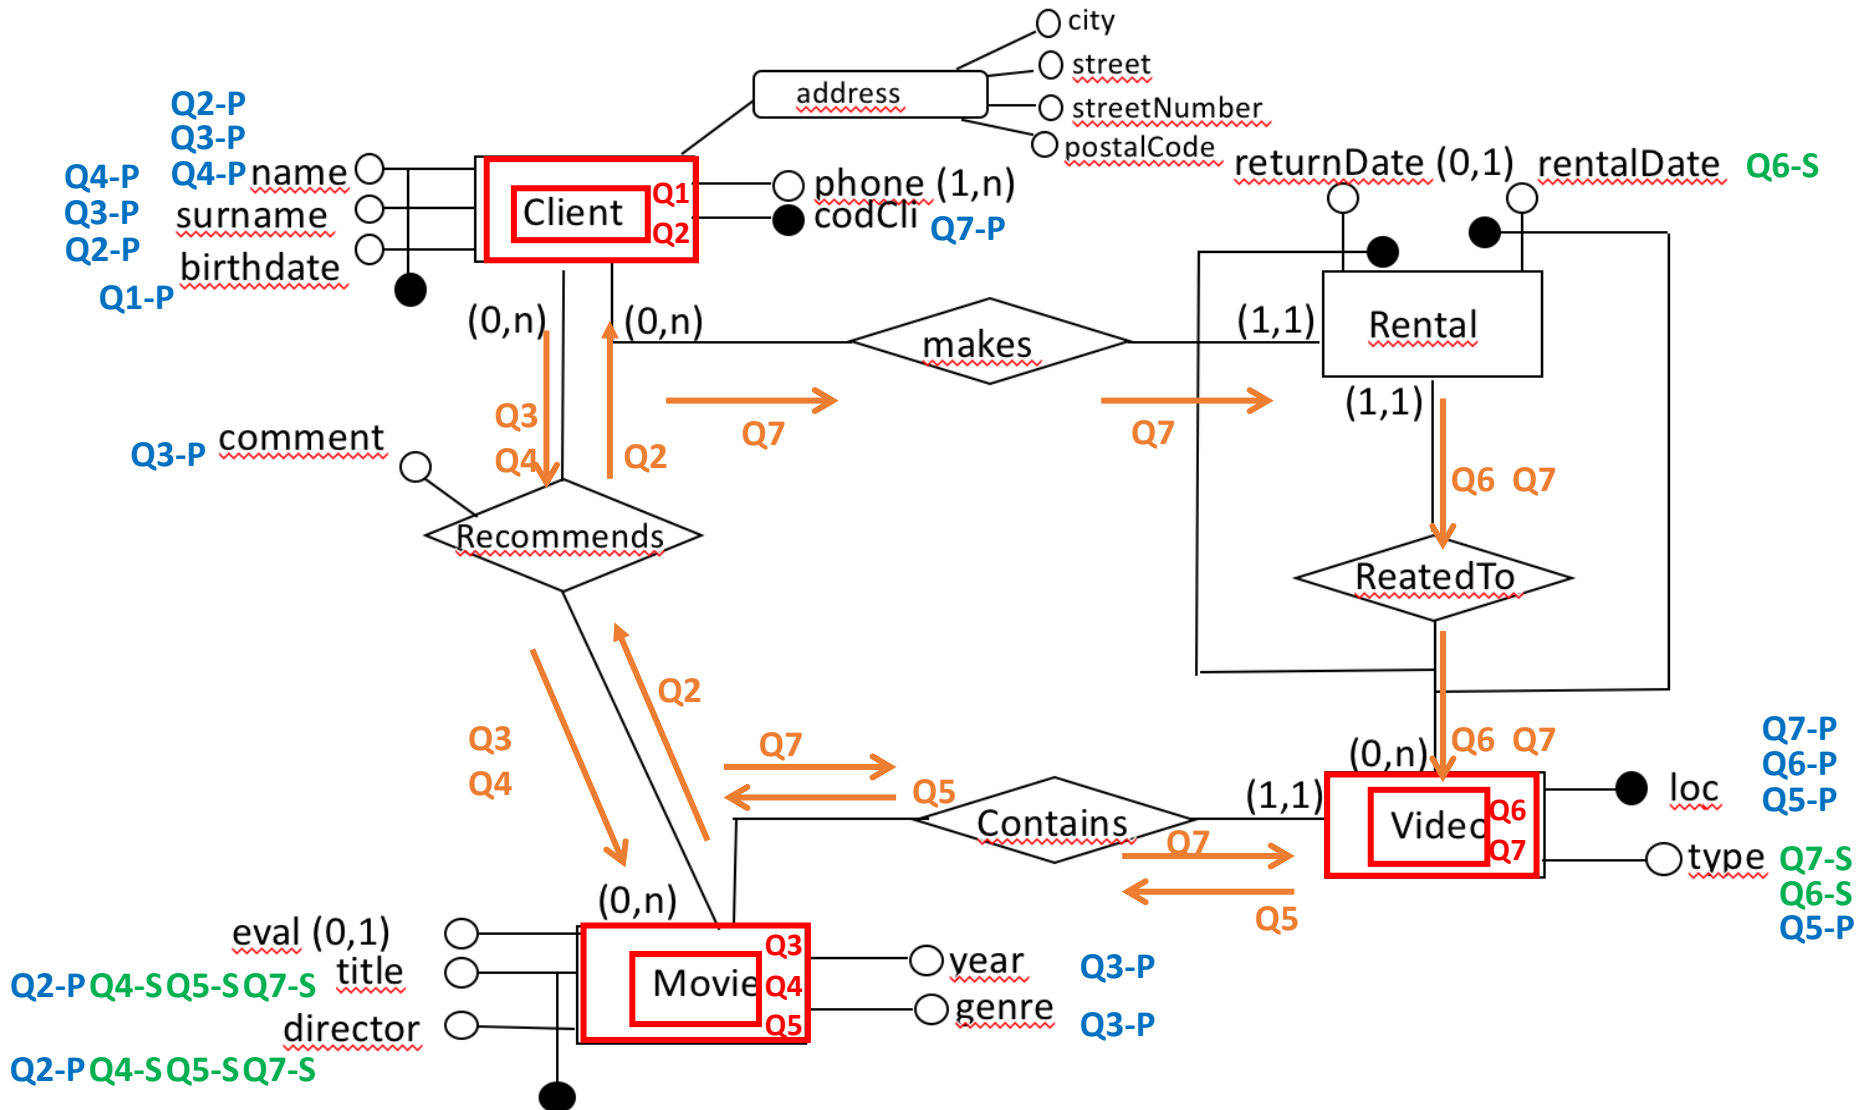 city
street
address
streetNumber
postalCode
Q2-P
Q3-P
Q4-P Q4-P name
Q3-P surname
Q2-P
birthdate
Q1-P
Client Q1
Q2
phone (1,n)
codCli Q7-P
returnDate (0,1) rentalDate Q6-S
(0,n) (0,n) makes (1,1) Rental
(1,1)
Q3
Q4 Q2
Q7 Q7
Q3-P comment
Q6 Q7
Recommends
ReatedTo
Q2
Q3
Q4
Q7
Q5
Q6 Q7
(0,n)
(1,1)
Contains
Q7
Q5
Video Q6
Q7
loc
Q7-P
Q6-P
Q5-P
type Q7-S
Q6-S
Q5-P
(0,n)
eval (0,1)
Q2-P Q4-S Q5-S Q7-S title
director
Q2-P Q4-S Q5-S Q7-S
Movie Q3
Q4
Q5
year Q3-P
genre Q3-P